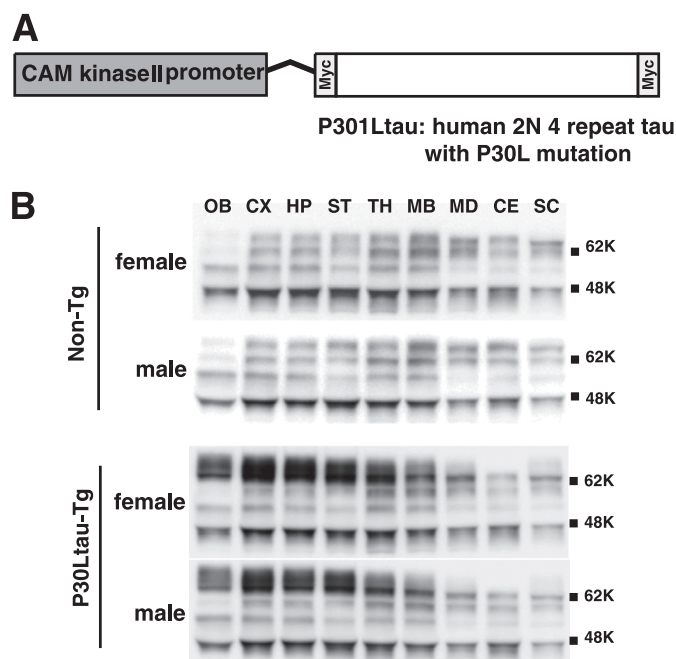 A
CAM kinaseII promoter
Myc
Myc
P301Ltau: human 2N 4 repeat tau
with P30L mutation
B
OB CX HP ST TH MB MD CE SC
Non-Tg
female
62K
48K
male
62K
48K
P30Ltau-Tg
female
62K
48K
male
62K
48K